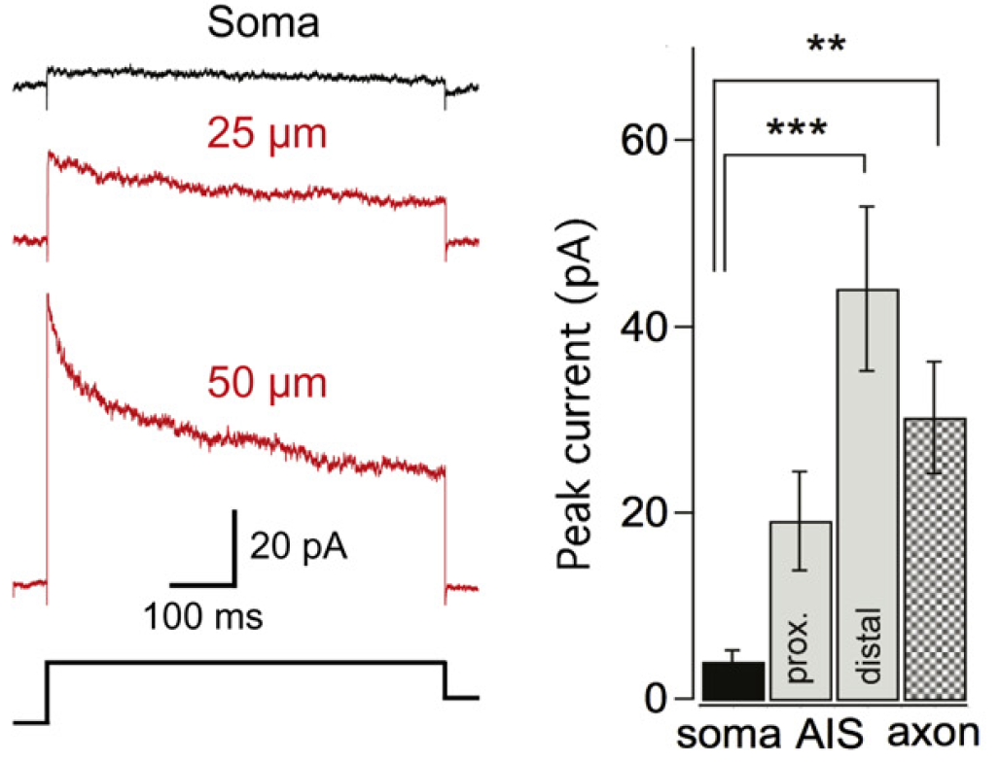 Soma
25 µm
50 µm
20 pA
100 ms
**
***
Peak current (pA)
60
40
20
0
prox.
distal
soma AIS axon